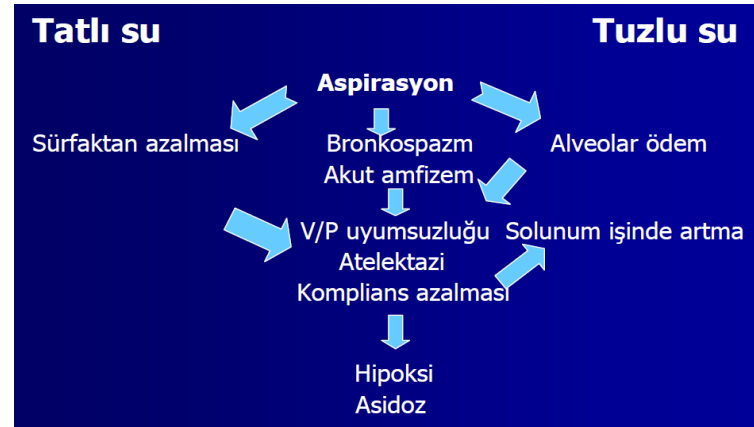 Tatlı su
Tuzlu su
Aspirasyon
Sürfaktan azalması
Bronkospazm
Alveolar ödem
Akut amfizem
V/P uyumsuzluğu
Solunum işinde artma
Atelektazi
Komplians azalması
Hipoksi
Asidoz